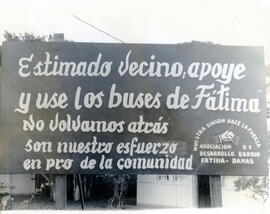 Estimado Vecino, apoye
y use los buses de Fátima
No Volvamos atrás
son nuestro esfuerzo
en pro de la comunidad
NUESTRA UNION HACE LA FUERZA
ASOCIACION DE
DESARROLLO BARRIO
FATIMA - DAMAS